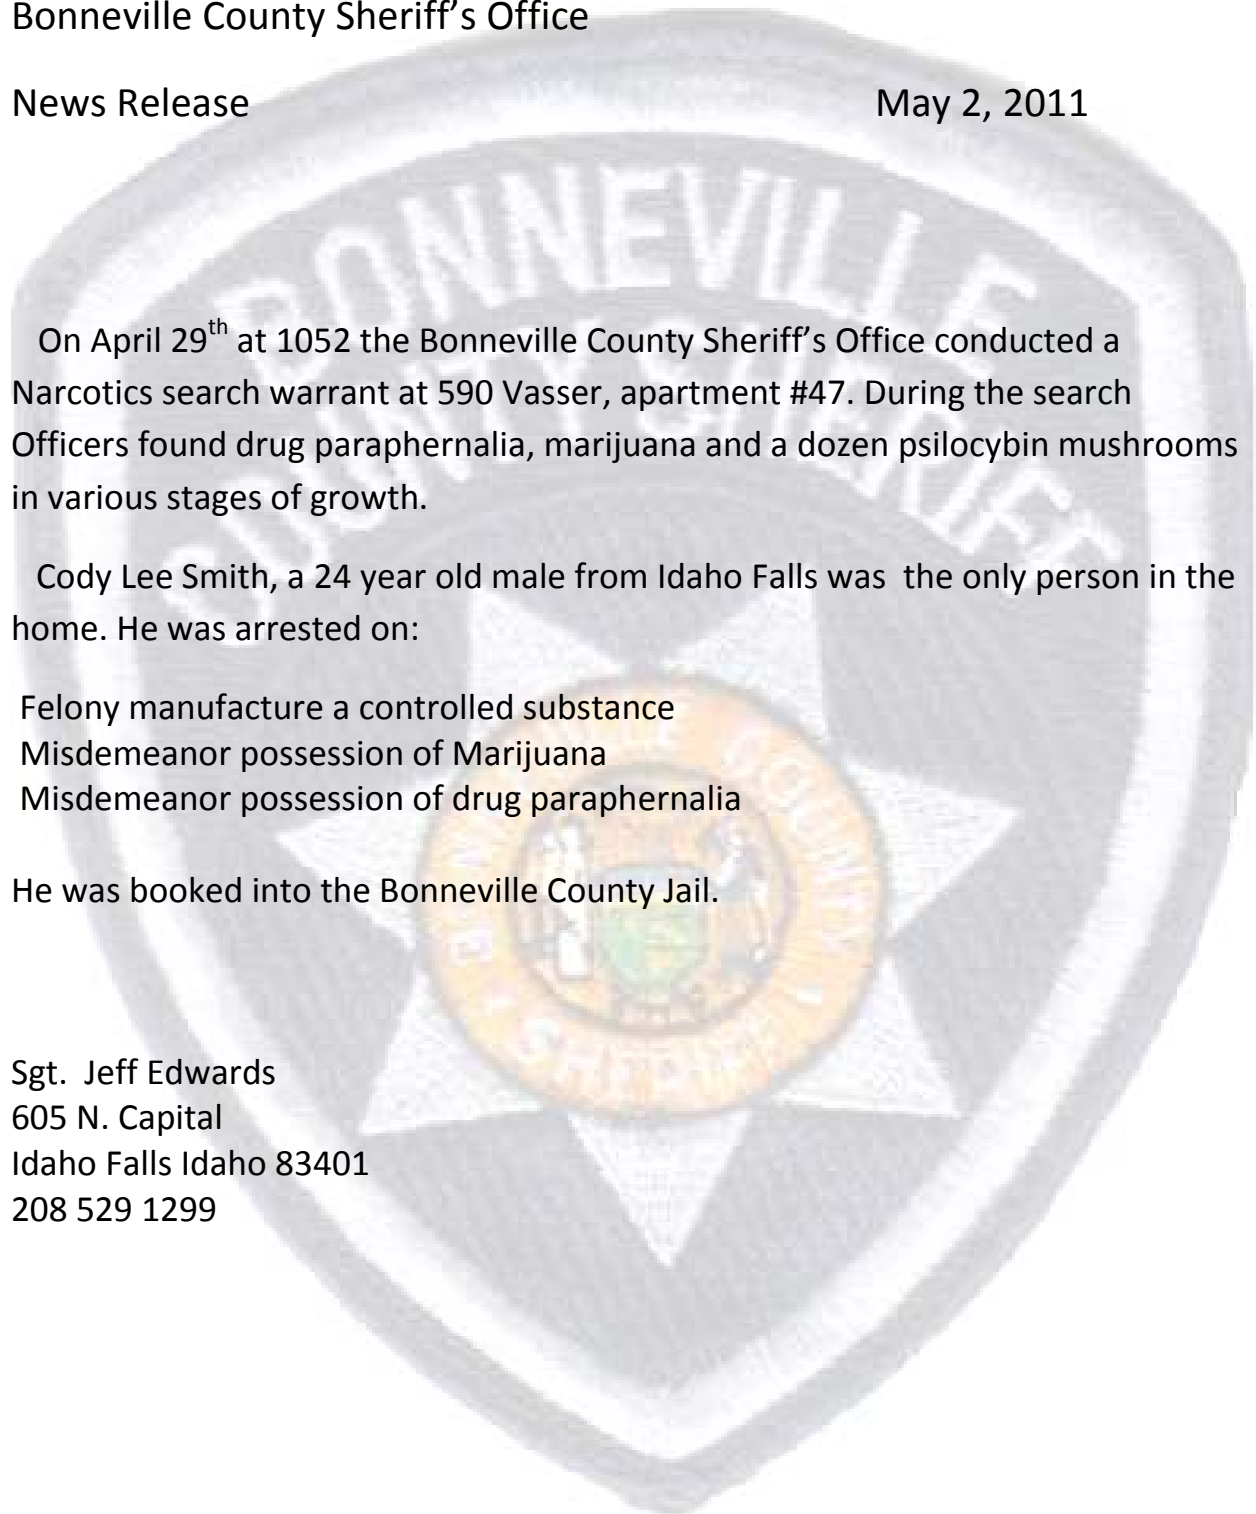 Bonneville County Sheriff’s Office
News Release May 2, 2011
BONNEVILLE
COUNTY SHERIFF
On April 29th at 1052 the Bonneville County Sheriff’s Office conducted a
Narcotics search warrant at 590 Vasser, apartment #47. During the search
Officers found drug paraphernalia, marijuana and a dozen psilocybin mushrooms
in various stages of growth.
Cody Lee Smith, a 24 year old male from Idaho Falls was  the only person in the
home. He was arrested on:
Felony manufacture a controlled substance
Misdemeanor possession of Marijuana
Misdemeanor possession of drug paraphernalia
He was booked into the Bonneville County Jail.
Sgt.  Jeff Edwards
605 N. Capital
Idaho Falls Idaho 83401
208 529 1299